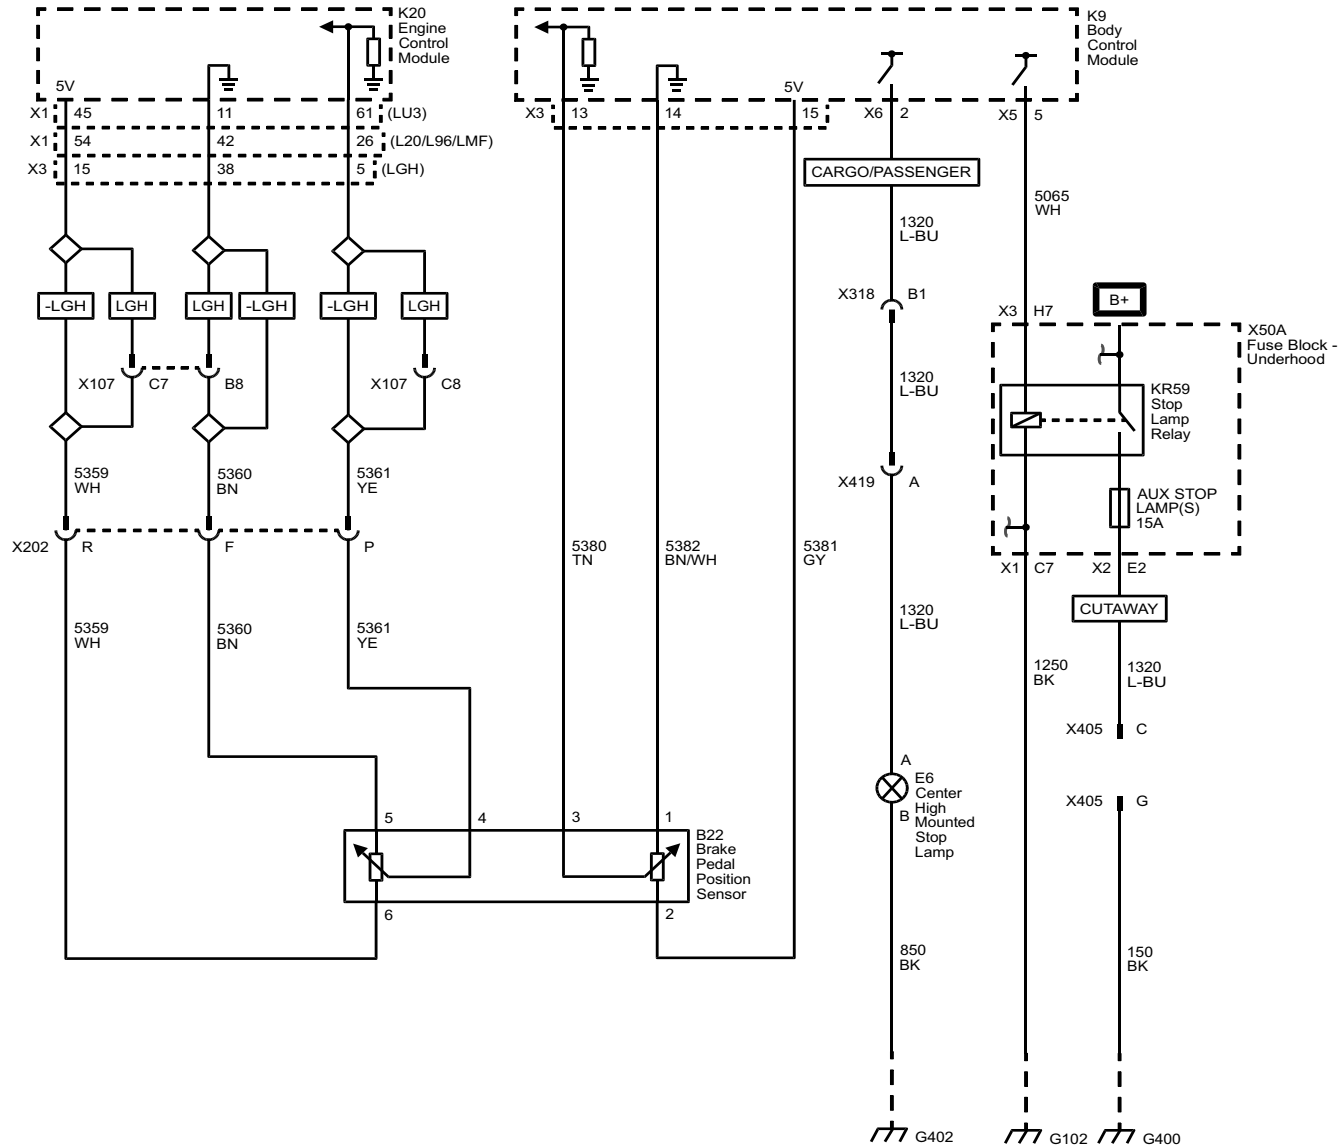 K20
Engine
Control
Module
K9
Body
Control
Module
5V
5V
X1 45 11 61 (LU3)
X1 54 42 26 (L20/L96/LMF)
X3 15 38 5 (LGH)
X3 13 14 15
X6 2
X5 5
CARGO/PASSENGER
5065
WH
1320
L-BU
-LGH LGH LGH -LGH -LGH LGH
X318 B1
B+
X3 H7
X50A
Fuse Block -
Underhood
X107 C7 B8 X107 C8
1320
L-BU
KR59
Stop
Lamp
Relay
5359
WH
5360
BN
5361
YE
X419 A
AUX STOP
LAMP(S)
15A
X202 R F P
5380
TN
5382
BN/WH
5381
GY
X1 C7 X2 E2
CUTAWAY
5359
WH
5360
BN
5361
YE
1320
L-BU
1250
BK
1320
L-BU
X405 C
A
E6
Center
High
Mounted
Stop
Lamp
B
X405 G
5 4 3 1
B22
Brake
Pedal
Position
Sensor
6 2
850
BK
150
BK
G402 G102 G400